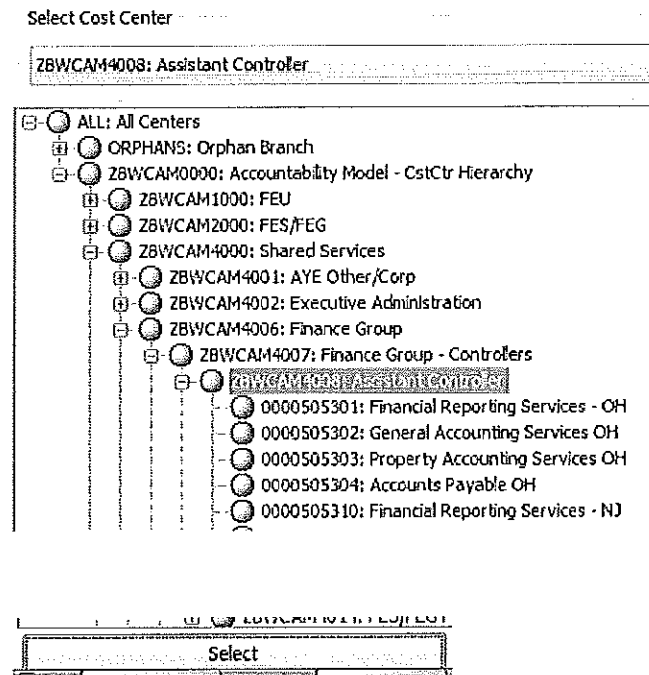 Select Cost Center
ZBWCAM4008: Assistant Controller
ALL: All Centers
ORPHANS: Orphan Branch
ZBWCAM0000: Accountability Model - CstCtr Hierarchy
ZBWCAM1000: FEU
ZBWCAM2000: FES/FEG
ZBWCAM4000: Shared Services
ZBWCAM4001: AYE Other/Corp
ZBWCAM4002: Executive Administration
ZBWCAM4006: Finance Group
ZBWCAM4007: Finance Group - Controllers
ZBWCAM4008: Assistant Controller
0000505301: Financial Reporting Services - OH
0000505302: General Accounting Services OH
0000505303: Property Accounting Services OH
0000505304: Accounts Payable OH
0000505310: Financial Reporting Services - NJ
Select